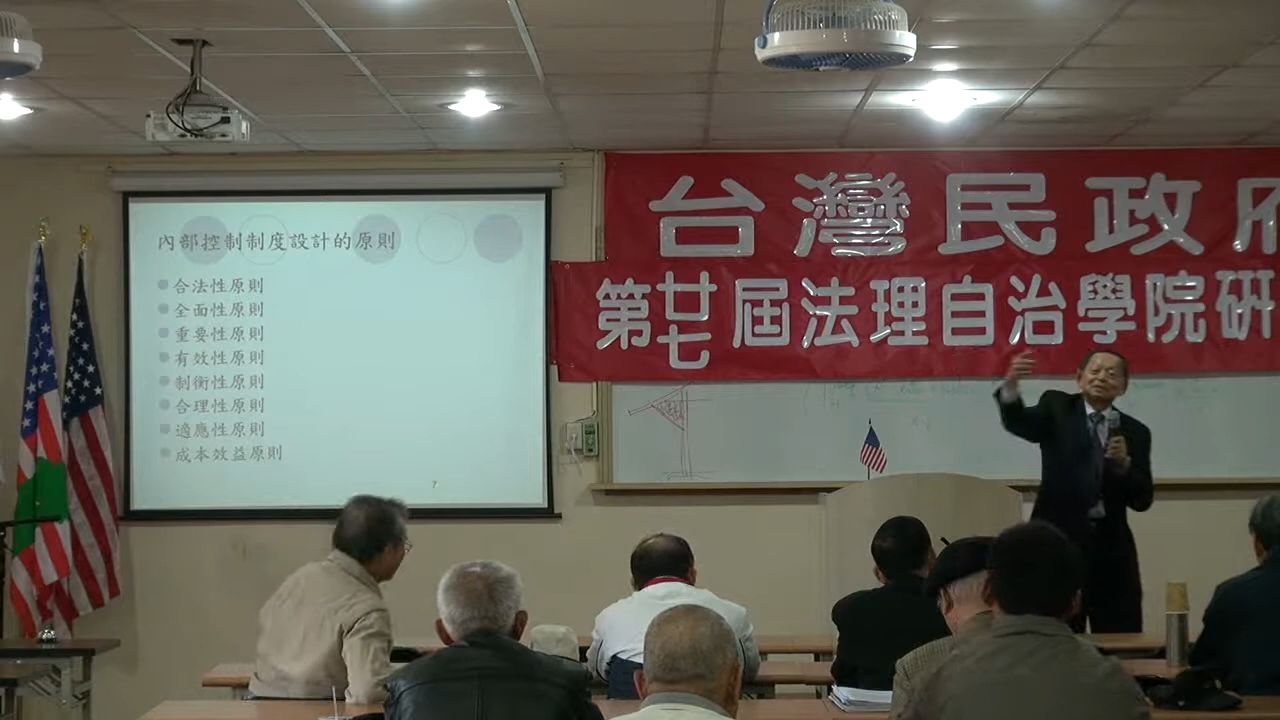 內部控制制度設計的原則
合法性原則
全面性原則
重要性原則
有效性原則
制衡性原則
合理性原則
適應性原則
成本效益原則
7
台灣民政
第廿七屆法理自治學院研